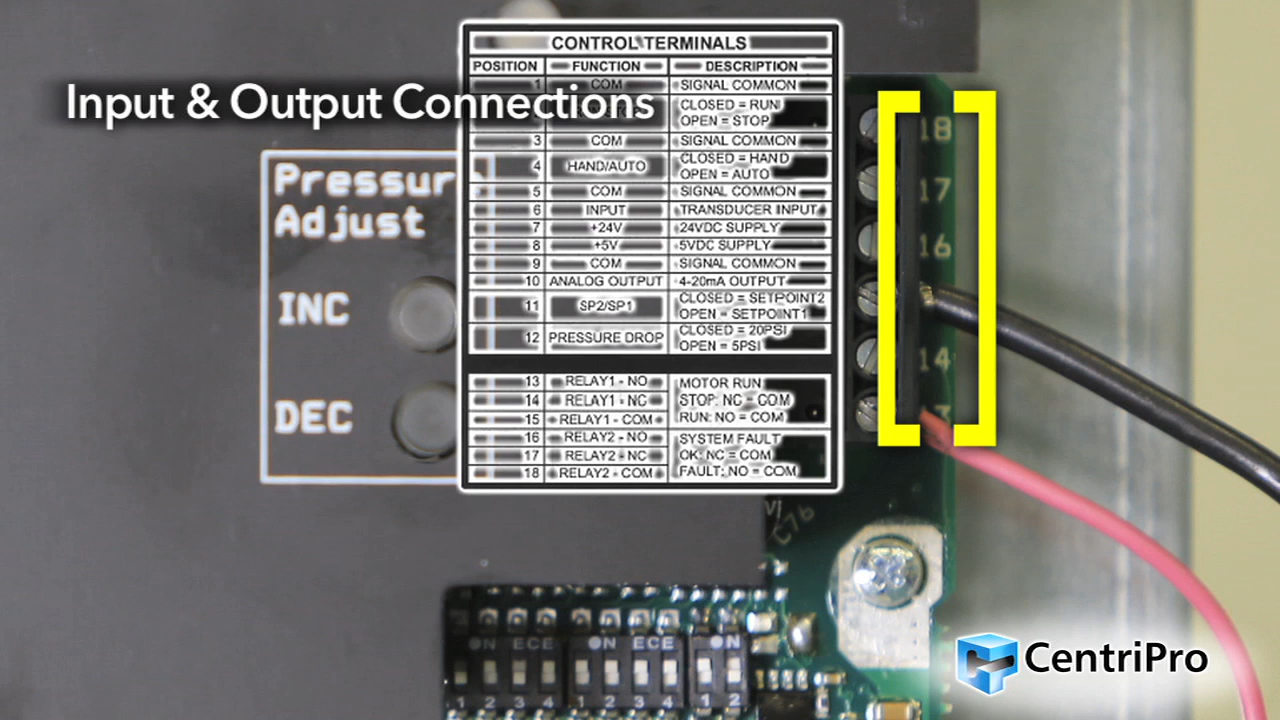 Input & Output Connections
CONTROL TERMINALS
POSITION FUNCTION DESCRIPTION
1 COM SIGNAL COMMON
CLOSED = RUN
OPEN = STOP
3 COM SIGNAL COMMON
4 HAND/AUTO CLOSED = HAND
OPEN = AUTO
5 COM SIGNAL COMMON
6 INPUT TRANSDUCER INPUT
7 +24V 24VDC SUPPLY
8 +5V 5VDC SUPPLY
9 COM SIGNAL COMMON
10 ANALOG OUTPUT 4-20mA OUTPUT
11 SP2/SP1 CLOSED = SETPOINT2
OPEN = SETPOINT1
12 PRESSURE DROP CLOSED = 20PSI
OPEN = 5PSI
13 RELAY1 - NO MOTOR RUN
14 RELAY1 - NC STOP: NC = COM
15 RELAY1 - COM RUN: NO = COM
16 RELAY2 - NO SYSTEM FAULT
17 RELAY2 - NC OK: NC = COM
18 RELAY2 - COM FAULT: NO = COM
Pressur
Adjust
INC
DEC
18
17
16
14
C76
ON ECE
ON ECE
ON
1 2 3 4
1 2 3 4
1 2
CentriPro